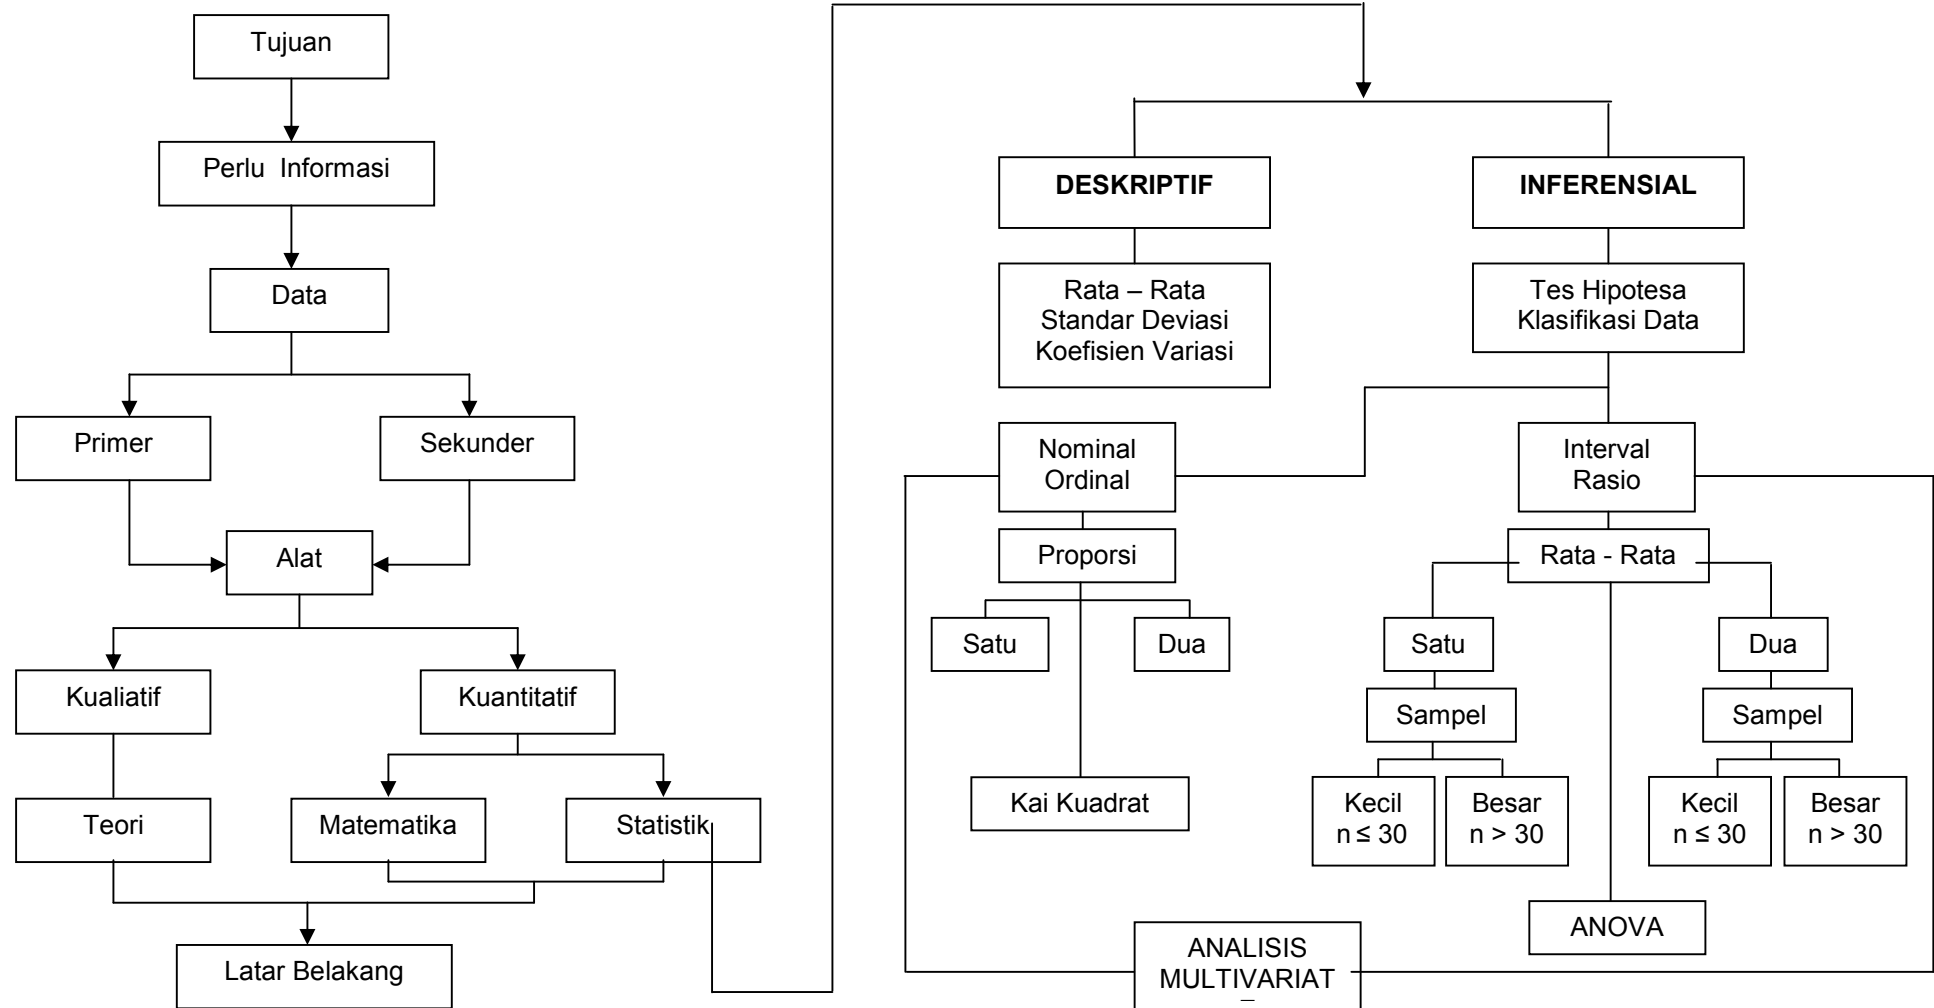 Tujuan
Perlu Informasi
Data
Primer
Sekunder
Alat
Kualiatif
Kuantitatif
Teori
Matematika
Statistik
Latar Belakang
DESKRIPTIF
INFERENSIAL
Rata – Rata
Standar Deviasi
Koefisien Variasi
Tes Hipotesa
Klasifikasi Data
Nominal
Ordinal
Interval
Rasio
Proporsi
Rata - Rata
Satu
Dua
Satu
Dua
Sampel
Sampel
Kai Kuadrat
Kecil
n ≤ 30
Besar
n > 30
Kecil
n ≤ 30
Besar
n > 30
ANOVA
ANALISIS
MULTIVARIAT